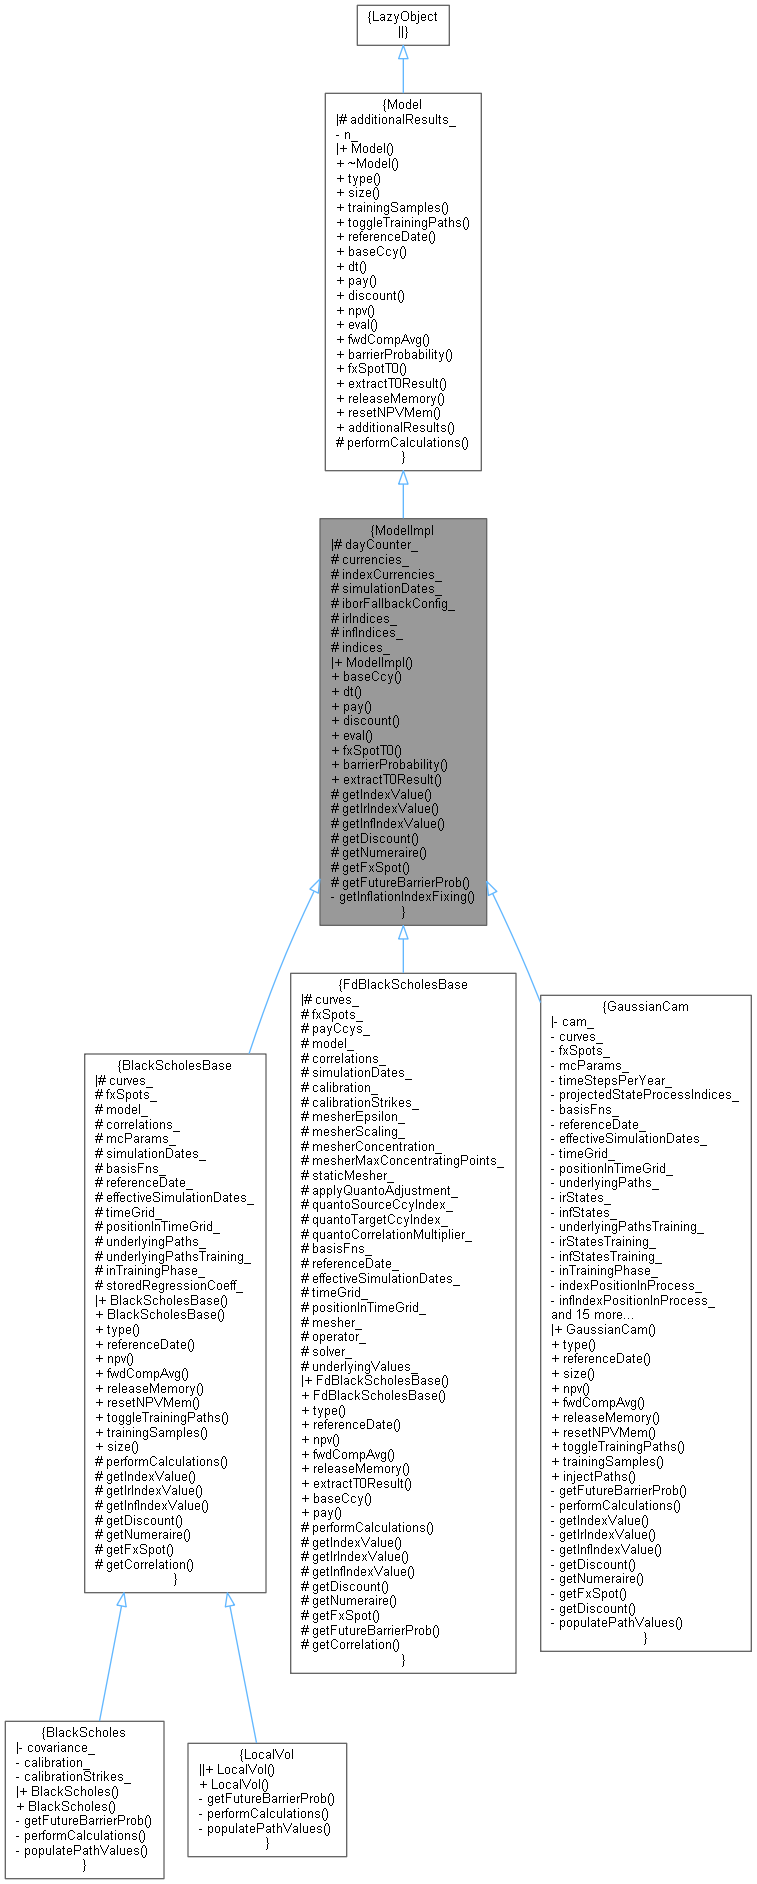 {LazyObject
||}
{Model
|# additionalResults_
- n_
|+ Model()
+ ~Model()
+ type()
+ size()
+ trainingSamples()
+ toggleTrainingPaths()
+ referenceDate()
+ baseCcy()
+ dt()
+ pay()
+ discount()
+ npv()
+ eval()
+ fwdCompAvg()
+ barrierProbability()
+ fxSpotT0()
+ extractT0Result()
+ releaseMemory()
+ resetNPVMem()
+ additionalResults()
# performCalculations()
}
{ModelImpl
|# dayCounter_
# currencies_
# indexCurrencies_
# simulationDates_
# iborFallbackConfig_
# irIndices_
# infIndices_
# indices_
|+ ModelImpl()
+ baseCcy()
+ dt()
+ pay()
+ discount()
+ eval()
+ fxSpotT0()
+ barrierProbability()
+ extractT0Result()
# getIndexValue()
# getIrIndexValue()
# getInfIndexValue()
# getDiscount()
# getNumeraire()
# getFxSpot()
# getFutureBarrierProb()
- getInflationIndexFixing()
}
{BlackScholesBase
|# curves_
# fxSpots_
# model_
# correlations_
# mcParams_
# simulationDates_
# basisFns_
# referenceDate_
# effectiveSimulationDates_
# timeGrid_
# positionInTimeGrid_
# underlyingPaths_
# underlyingPathsTraining_
# inTrainingPhase_
# storedRegressionCoeff_
|+ BlackScholesBase()
+ BlackScholesBase()
+ type()
+ referenceDate()
+ npv()
+ fwdCompAvg()
+ releaseMemory()
+ resetNPVMem()
+ toggleTrainingPaths()
+ trainingSamples()
+ size()
# performCalculations()
# getIndexValue()
# getIrIndexValue()
# getInfIndexValue()
# getDiscount()
# getNumeraire()
# getFxSpot()
# getCorrelation()
}
{FdBlackScholesBase
|# curves_
# fxSpots_
# payCcys_
# model_
# correlations_
# simulationDates_
# calibration_
# calibrationStrikes_
# mesherEpsilon_
# mesherScaling_
# mesherConcentration_
# mesherMaxConcentratingPoints_
# staticMesher_
# applyQuantoAdjustment_
# quantoSourceCcyIndex_
# quantoTargetCcyIndex_
# quantoCorrelationMultiplier_
# basisFns_
# referenceDate_
# effectiveSimulationDates_
# timeGrid_
# positionInTimeGrid_
# mesher_
# operator_
# solver_
# underlyingValues_
|+ FdBlackScholesBase()
+ FdBlackScholesBase()
+ type()
+ referenceDate()
+ npv()
+ fwdCompAvg()
+ releaseMemory()
+ extractT0Result()
+ baseCcy()
+ pay()
# performCalculations()
# getIndexValue()
# getIrIndexValue()
# getInfIndexValue()
# getDiscount()
# getNumeraire()
# getFxSpot()
# getFutureBarrierProb()
# getCorrelation()
}
{GaussianCam
|- cam_
- curves_
- fxSpots_
- mcParams_
- timeStepsPerYear_
- projectedStateProcessIndices_
- basisFns_
- referenceDate_
- effectiveSimulationDates_
- timeGrid_
- positionInTimeGrid_
- underlyingPaths_
- irStates_
- infStates_
- underlyingPathsTraining_
- irStatesTraining_
- infStatesTraining_
- inTrainingPhase_
- indexPositionInProcess_
- infIndexPositionInProcess_
and 15 more...
|+ GaussianCam()
+ type()
+ referenceDate()
+ size()
+ npv()
+ fwdCompAvg()
+ releaseMemory()
+ resetNPVMem()
+ toggleTrainingPaths()
+ trainingSamples()
+ injectPaths()
- getFutureBarrierProb()
- performCalculations()
- getIndexValue()
- getIrIndexValue()
- getInfIndexValue()
- getDiscount()
- getNumeraire()
- getFxSpot()
- getDiscount()
- populatePathValues()
}
{BlackScholes
|- covariance_
- calibration_
- calibrationStrikes_
|+ BlackScholes()
+ BlackScholes()
- getFutureBarrierProb()
- performCalculations()
- populatePathValues()
}
{LocalVol
||+ LocalVol()
+ LocalVol()
- getFutureBarrierProb()
- performCalculations()
- populatePathValues()
}